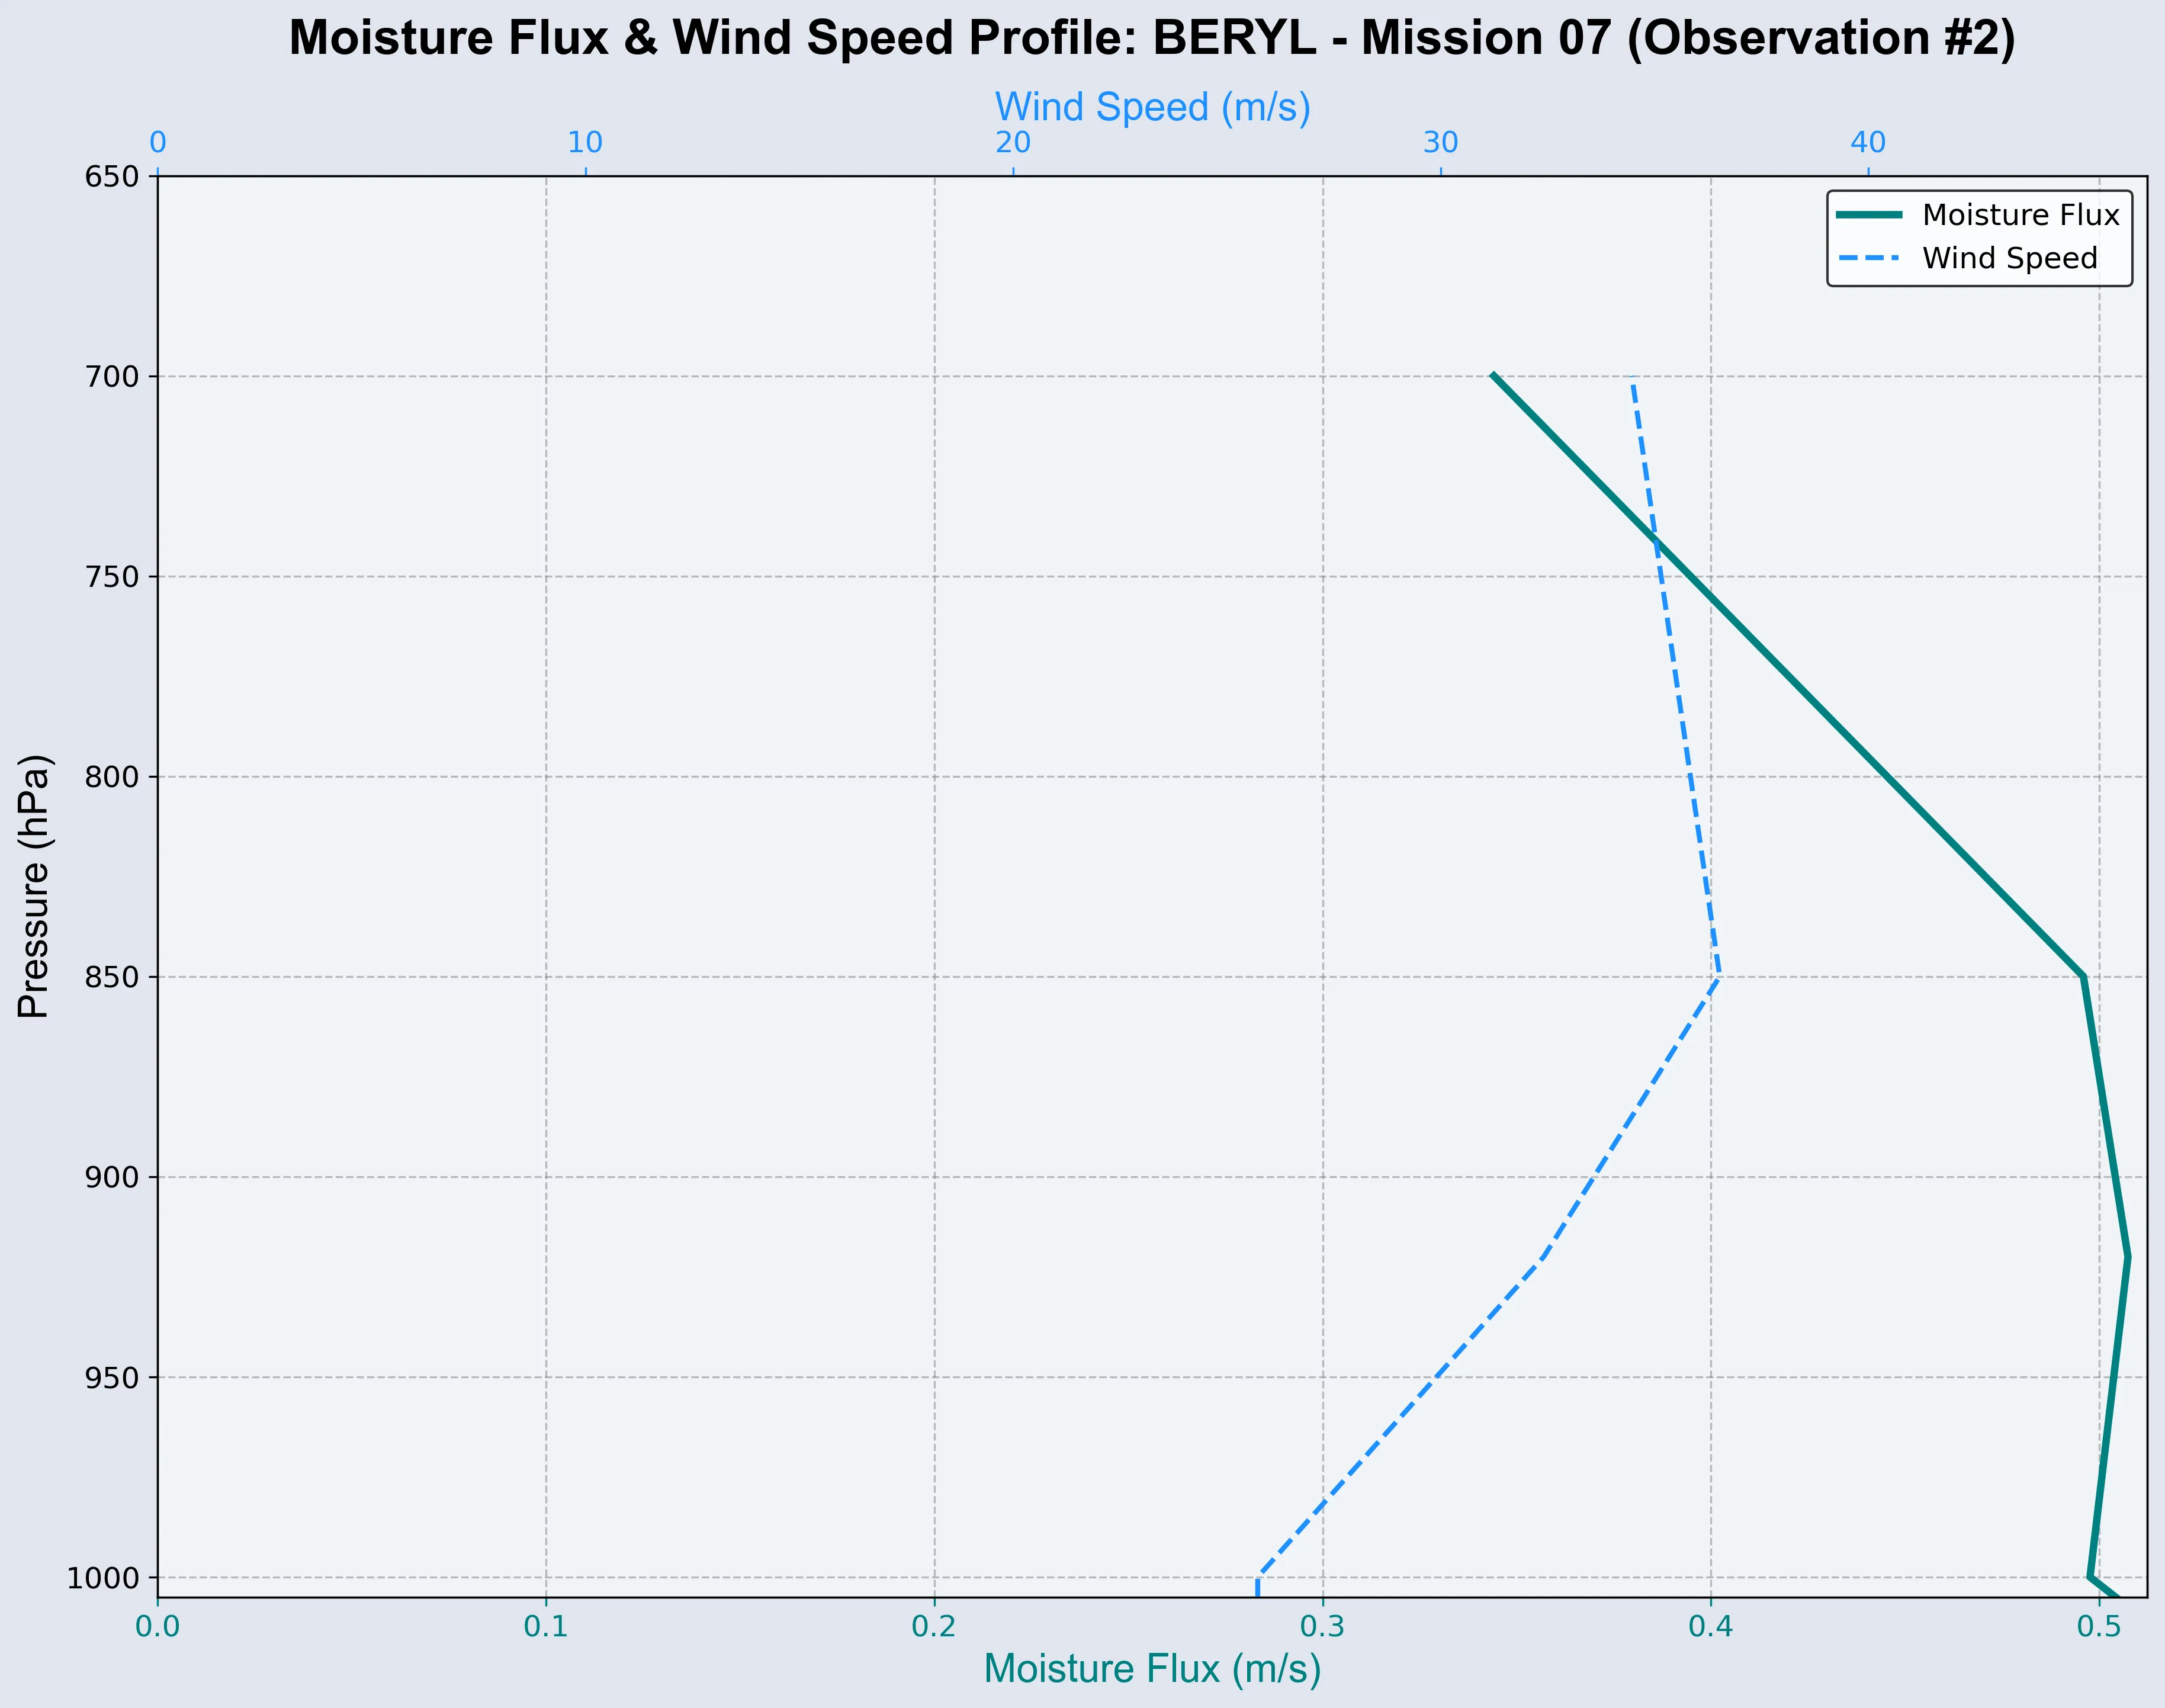 Moisture Flux & Wind Speed Profile: BERYL - Mission 07 (Observation #2)
Wind Speed (m/s)
0 10 20 30 40
Moisture Flux
Wind Speed
Pressure (hPa)
650
700
750
800
850
900
950
1000
0.0 0.1 0.2 0.3 0.4 0.5
Moisture Flux (m/s)